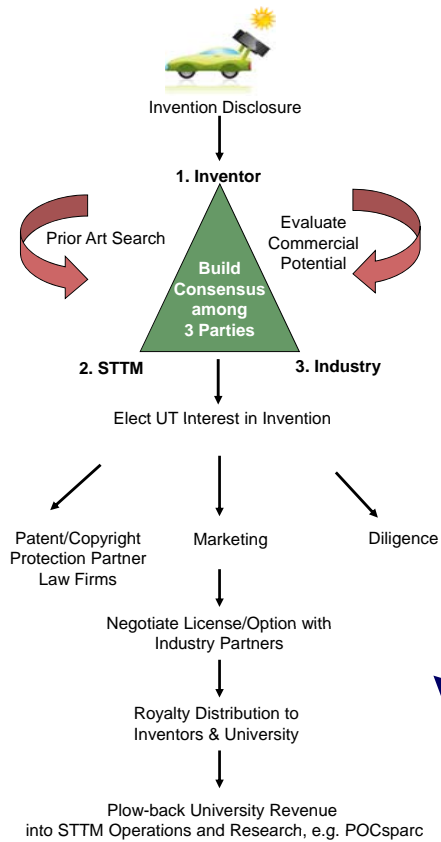 Invention Disclosure
1. Inventor
Prior Art Search
Evaluate
Commercial
Potential
Build
Consensus
among
3 Parties
2. STTM
3. Industry
Elect UT Interest in Invention
Patent/Copyright
Protection Partner
Law Firms
Marketing
Diligence
Negotiate License/Option with
Industry Partners
Royalty Distribution to
Inventors & University
Plow-back University Revenue
into STTM Operations and Research, e.g. POCsparc